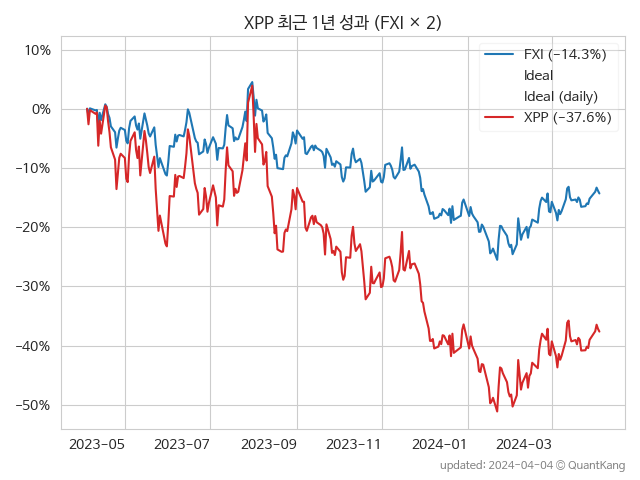 XPP 최근 1년 성과 (FXI × 2)
FXI (−14.3%)
Ideal
Ideal (daily)
XPP (−37.6%)
10%
0%
−10%
−20%
−30%
−40%
−50%
2023−05
2023−07
2023−09
2023−11
2024−01
2024−03
updated: 2024-04-04 © QuantKang